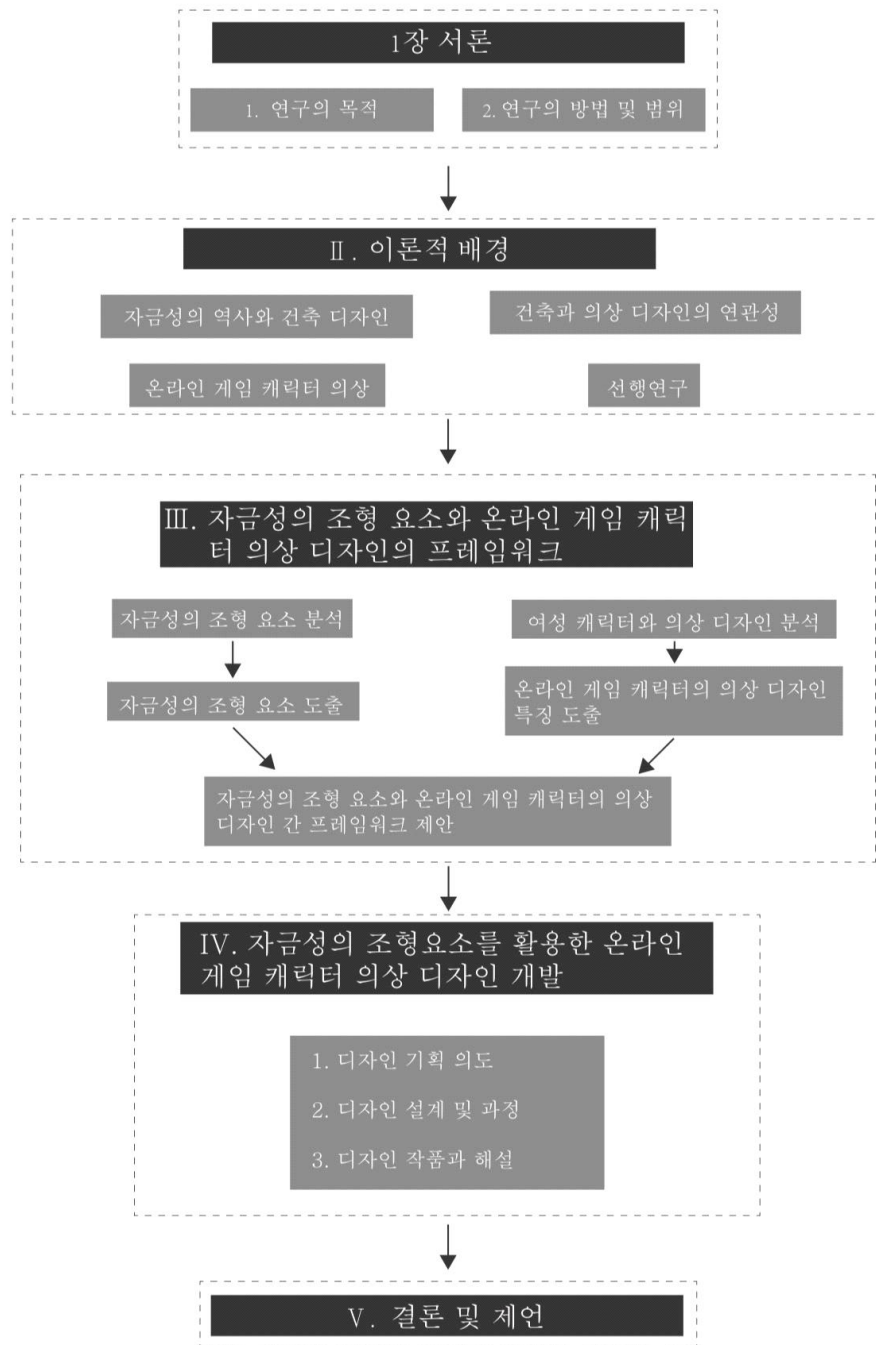 1장 서론
1. 연구의 목적
2. 연구의 방법 및 범위
Ⅱ. 이론적 배경
자금성의 역사와 건축 디자인
건축과 의상 디자인의 연관성
온라인 게임 캐릭터 의상
선행연구
Ⅲ. 자금성의 조형 요소와 온라인 게임 캐릭
터 의상 디자인의 프레임워크
자금성의 조형 요소 분석
여성 캐릭터와 의상 디자인 분석
자금성의 조형 요소 도출
온라인 게임 캐릭터의 의상 디자인
특징 도출
자금성의 조형 요소와 온라인 게임 캐릭터의 의상
디자인 간 프레임워크 제안
Ⅳ. 자금성의 조형요소를 활용한 온라인
게임 캐릭터 의상 디자인 개발
1. 디자인 기획 의도
2. 디자인 설계 및 과정
3. 디자인 작품과 해설
Ⅴ. 결론 및 제언